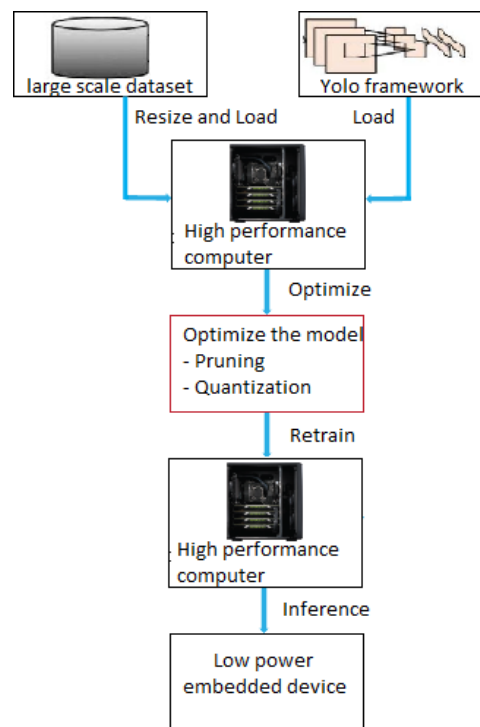 large scale dataset
Yolo framework
Resize and Load
Load
High performance
computer
Optimize
Optimize the model
- Pruning
- Quantization
Retrain
High performance
computer
Inference
Low power
embedded device